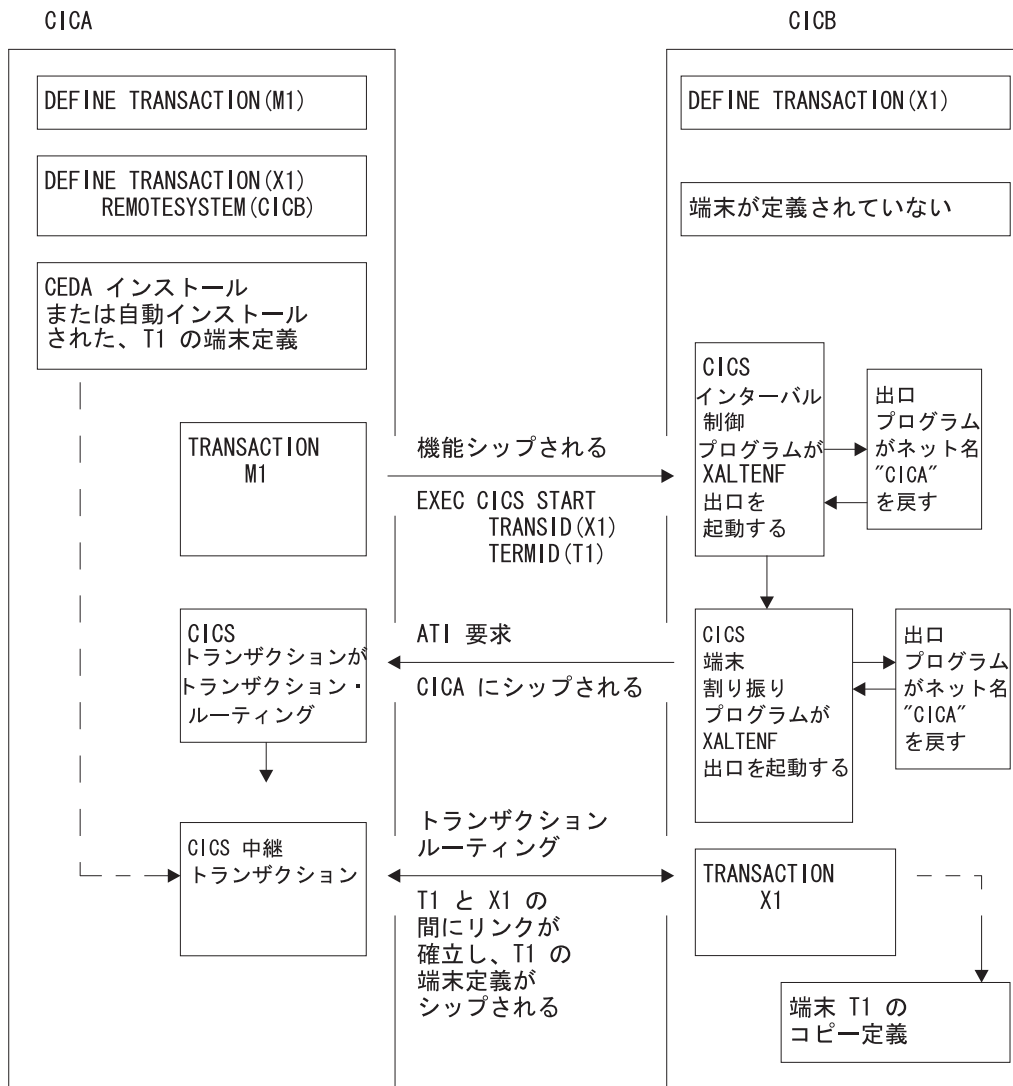 CICA
CICB
DEFINE TRANSACTION(M1)
DEFINE TRANSACTION(X1)
DEFINE TRANSACTION(X1)
REMOTESYSTEM(CICB)
端末が定義されていない
CEDA インストール
または自動インストール
された、T1 の端末定義
TRANSACTION
M1
機能シップされる
EXEC CICS START
TRANSID(X1)
TERMID(T1)
CICS
インターバル
制御
プログラムが
XALTENF
出口を
起動する
出口
プログラム
がネット名
"CICA"
を戻す
CICS
トランザクションが
トランザクション・
ルーティング
ATI 要求
CICA にシップされる
CICS
端末
割り振り
プログラムが
XALTENF
出口を起動する
出口
プログラム
がネット名
"CICA"
を戻す
CICS 中継
トランザクション
トランザクション
ルーティング
T1 と X1 の
間にリンクが
確立し、T1 の
端末定義が
シップされる
TRANSACTION
X1
端末 T1 の
コピー定義